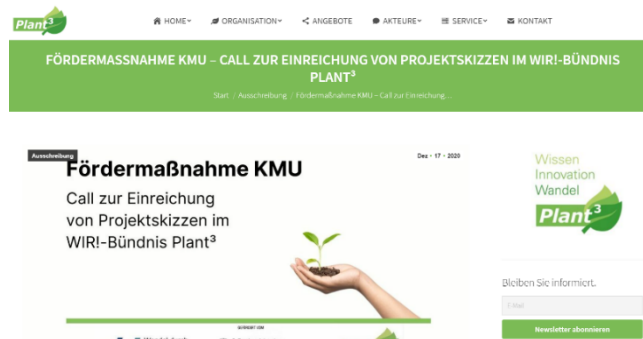 Plant³
HOME
ORGANISATION
ANGEBOTE
AKTEURE
SERVICE
KONTAKT
FÖRDERMASSNAHME KMU – CALL ZUR EINREICHUNG VON PROJEKTSKIZZEN IM WIR!-BÜNDNIS
PLANT³
Start / Ausschreibung / Fördermaßnahme KMU – Call zur Einreichung...
Ausschreibung
Dez · 17 · 2020
Fördermaßnahme KMU
Call zur Einreichung
von Projektskizzen im
WIR!-Bündnis Plant³
GEFÖRDERT VOM
Wissen
Innovation
Wandel
Plant³
Bleiben Sie informiert.
E-Mail
Newsletter abonnieren